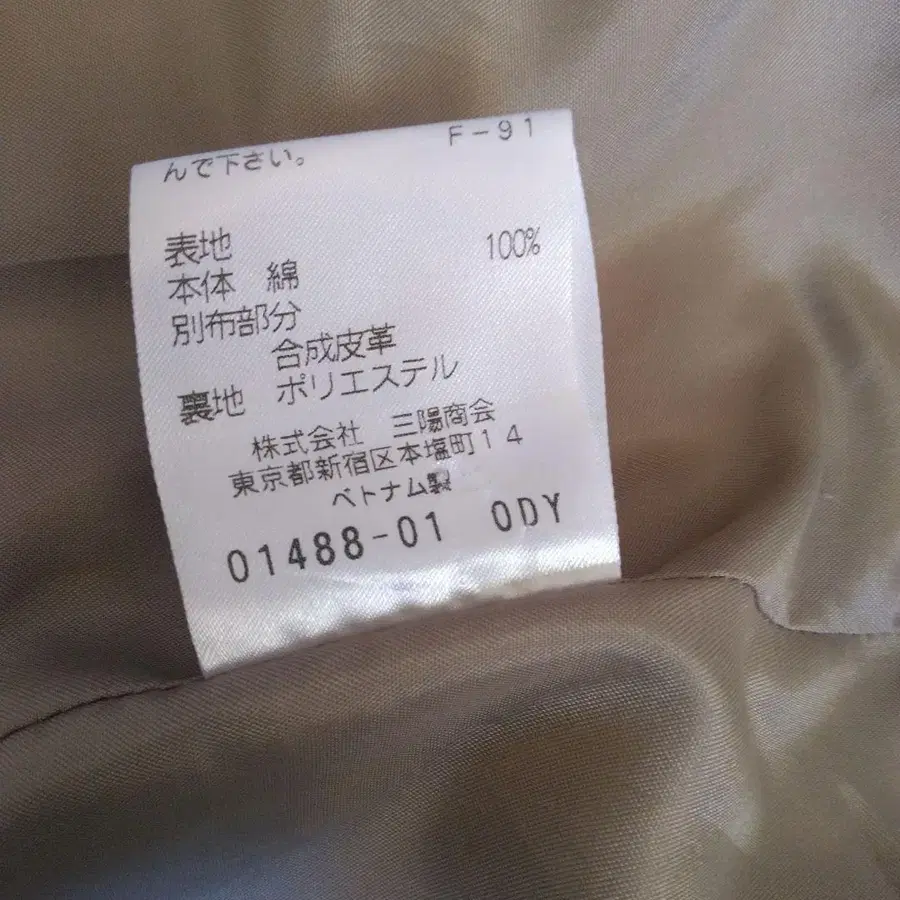 F-91
んで下さい。
表地 100%
本体 綿
別布部分
合成皮革
裏地 ポリエステル
株式会社 三陽商会
東京都新宿区本塩町14
ベトナム製
01488-01 0DY